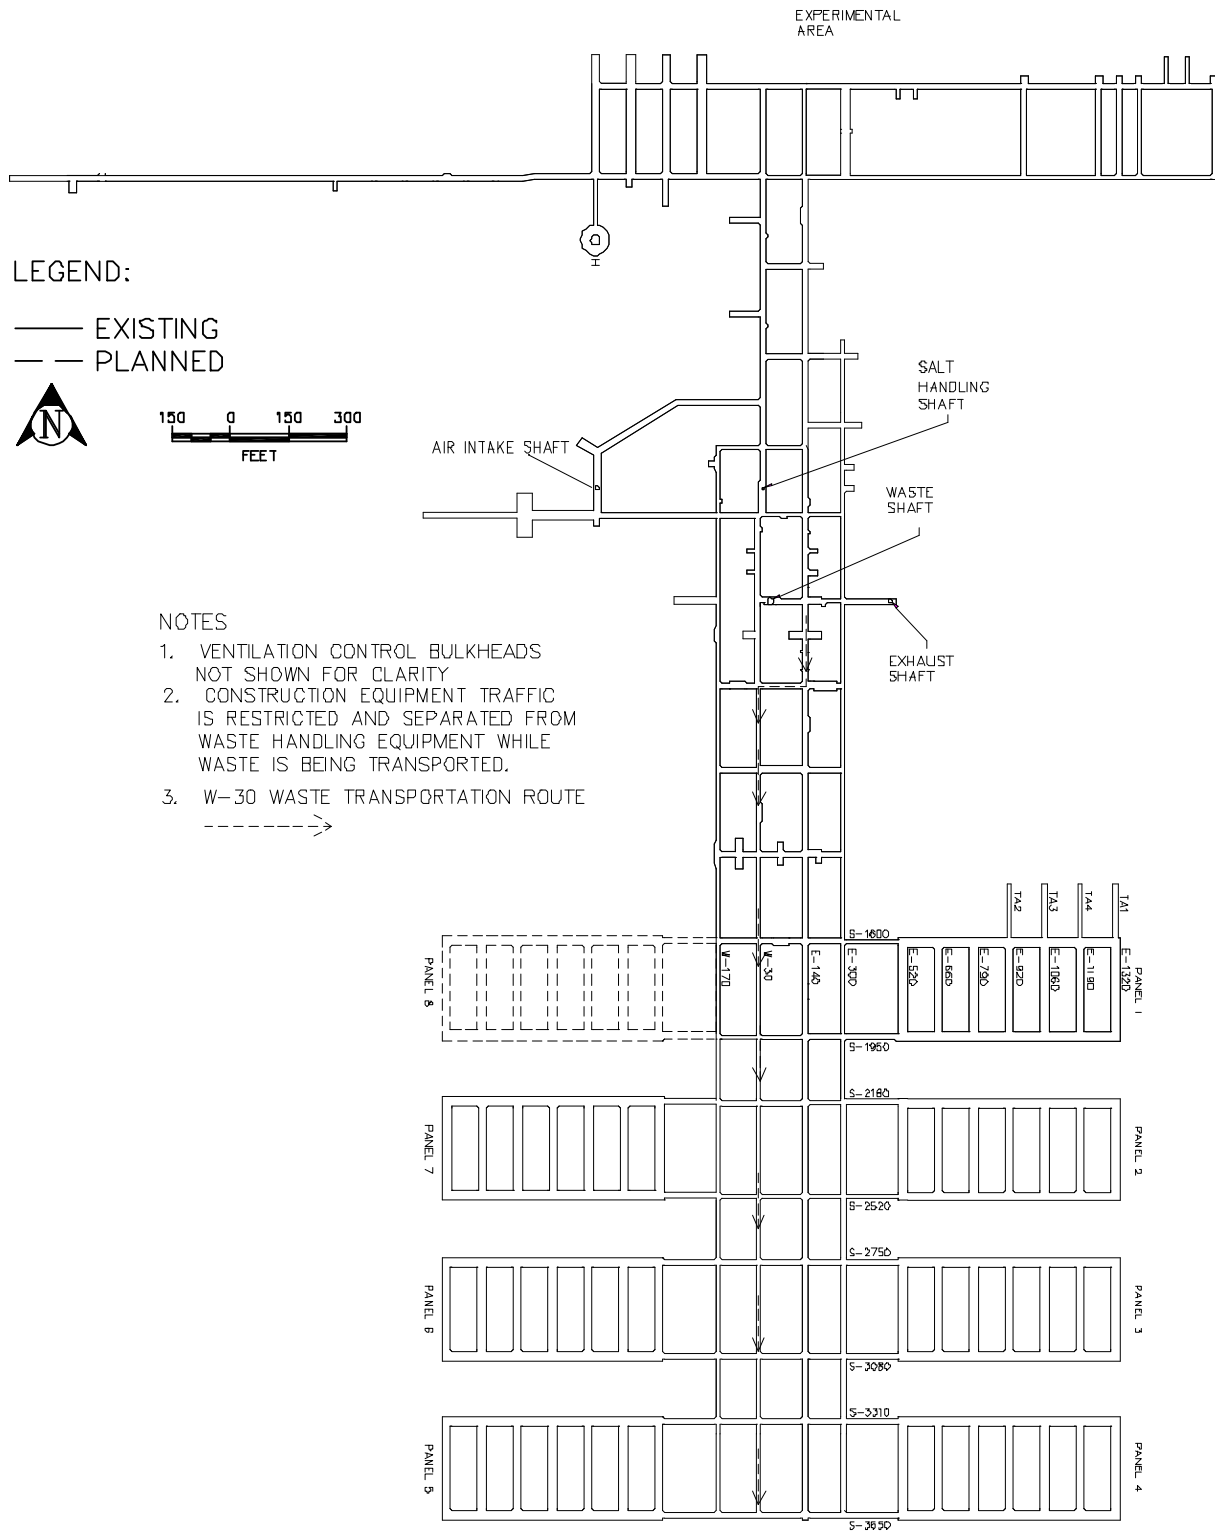 EXPERIMENTAL
AREA
LEGEND:
EXISTING
PLANNED
N
150 0 150 300
FEET
SALT
HANDLING
SHAFT
AIR INTAKE SHAFT
WASTE
SHAFT
EXHAUST
SHAFT
NOTES
1. VENTILATION CONTROL BULKHEADS
NOT SHOWN FOR CLARITY
2. CONSTRUCTION EQUIPMENT TRAFFIC
IS RESTRICTED AND SEPARATED FROM
WASTE HANDLING EQUIPMENT WHILE
WASTE IS BEING TRANSPORTED.
3. W-30 WASTE TRANSPORTATION ROUTE
TA2
TA3
TA4
TA1
S-1600
W-170
W-30
E-140
E-300
E-520
E-660
E-790
E-920
E-1060
E-1190
E-1320
PANEL 1
PANEL 8
S-1950
S-2180
PANEL 7
PANEL 2
S-2520
S-2750
PANEL 6
PANEL 3
S-3080
S-3310
PANEL 5
PANEL 4
S-3650